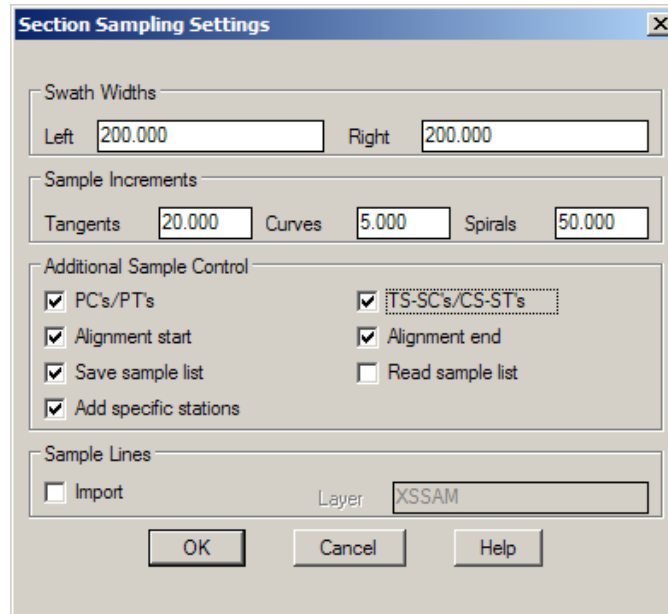 Section Sampling Settings
Swath Widths
Left 200.000 Right 200.000
Sample Increments
Tangents 20.000 Curves 5.000 Spirals 50.000
Additional Sample Control
PC's/PT's TS-SC's/CS-ST's
Alignment start Alignment end
Save sample list Read sample list
Add specific stations
Sample Lines
Import Layer XSSAM
OK Cancel Help